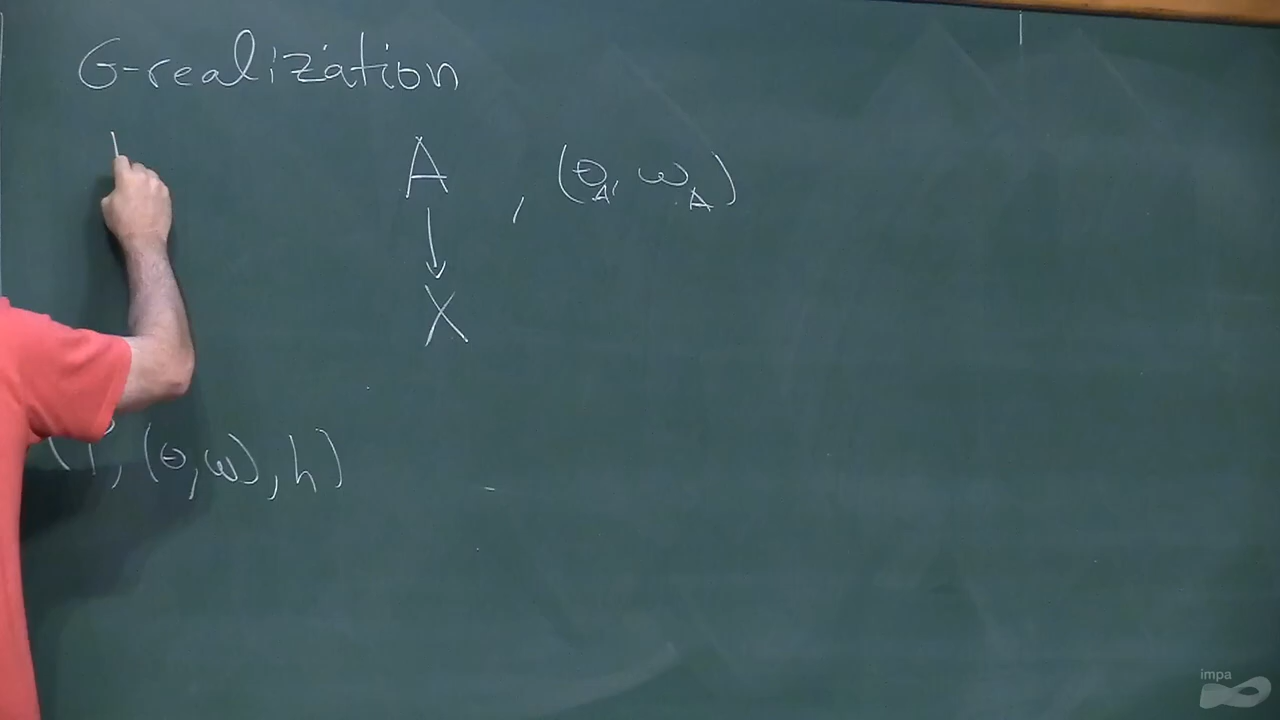 G-realization
A , (θ_A, ω_A)
↓
X
(P, (θ, ω), h)
impa